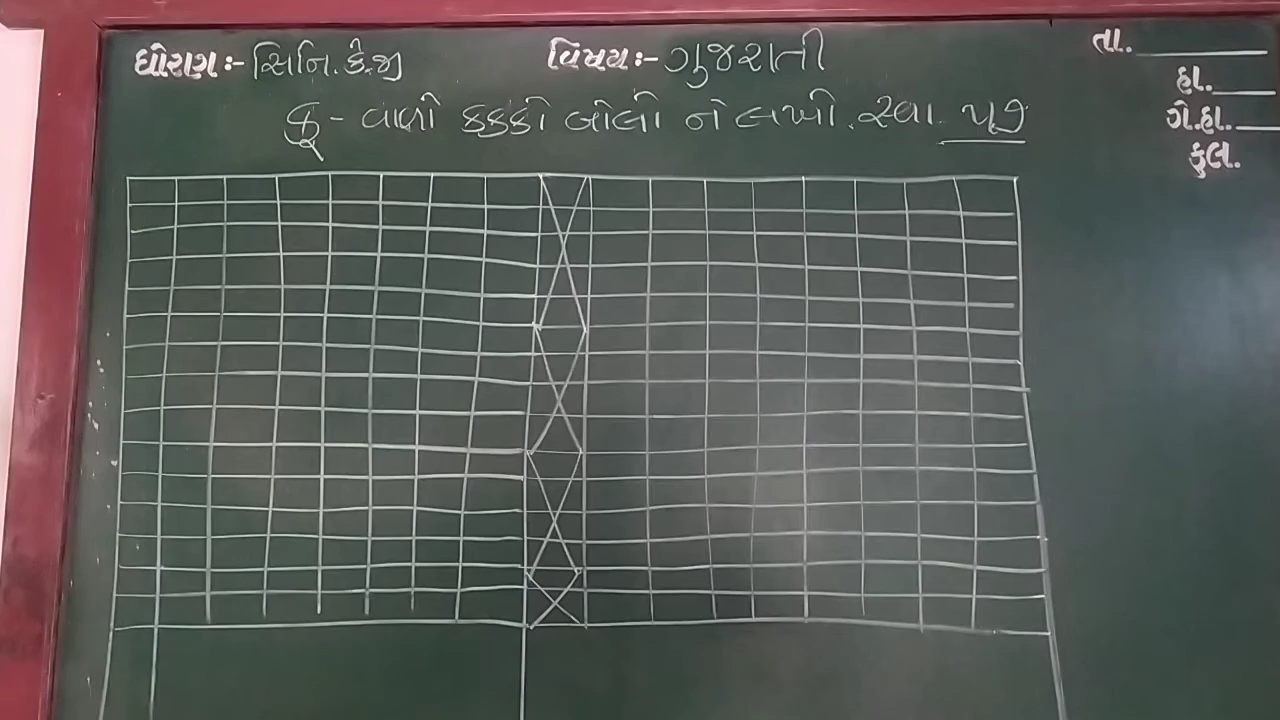 ધોરણ:- સિનિ. કે.જી
વિષય:- ગુજરાતી
તા.
હા.
ગે.હા.
કુલ.
કુ - વાળો કક્કો બોલો ને લખો. સ્વા.